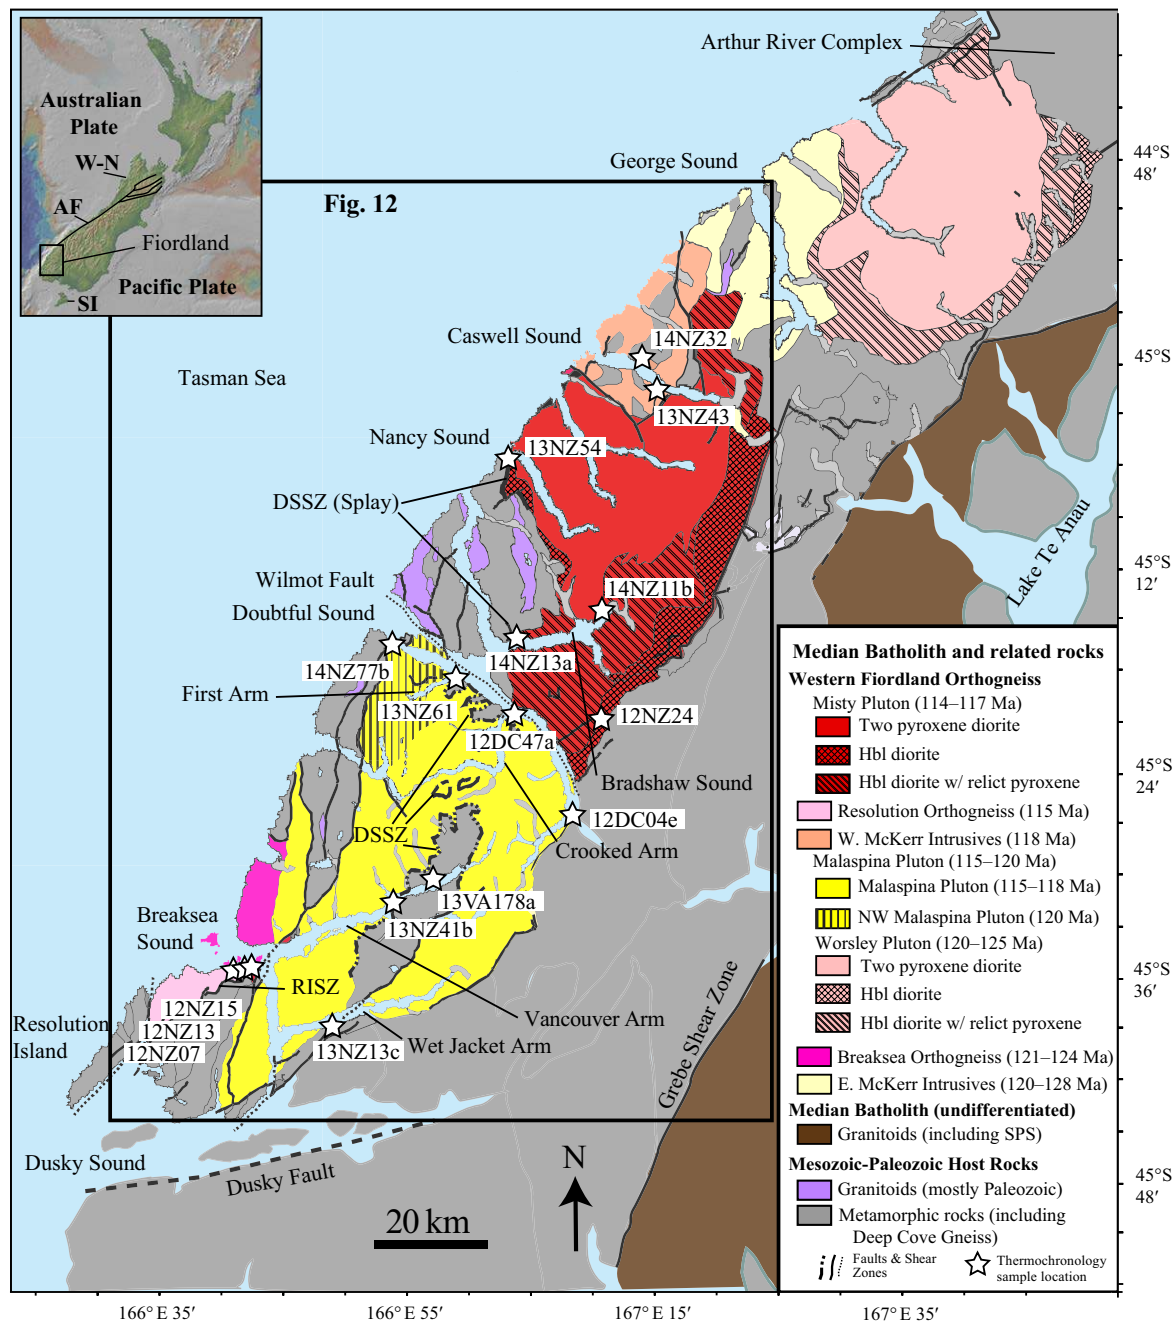 Arthur River Complex
Australian
Plate
W-N
AF
Fiordland
Pacific Plate
SI
44°S
48′
George Sound
Fig. 12
Caswell Sound
14NZ32
45°S
Tasman Sea
13NZ43
Nancy Sound
13NZ54
DSSZ (Splay)
Lake Te Anau
45°S
12′
Wilmot Fault
14NZ11b
Doubtful Sound
14NZ77b
14NZ13a
First Arm
13NZ61
12NZ24
12DC47a
Bradshaw Sound
45°S
24′
12DC04e
DSSZ
Crooked Arm
13VA178a
Breaksea
Sound
13NZ41b
RISZ
45°S
36′
12NZ15
Vancouver Arm
Resolution
Island
12NZ13
12NZ07
13NZ13c
Wet Jacket Arm
Grebe Shear Zone
Dusky Sound
Dusky Fault
N
20 km
45°S
48′
Median Batholith and related rocks
Western Fiordland Orthogneiss
Misty Pluton (114–117 Ma)
Two pyroxene diorite
Hbl diorite
Hbl diorite w/ relict pyroxene
Resolution Orthogneiss (115 Ma)
W. McKerr Intrusives (118 Ma)
Malaspina Pluton (115–120 Ma)
Malaspina Pluton (115–118 Ma)
NW Malaspina Pluton (120 Ma)
Worsley Pluton (120–125 Ma)
Two pyroxene diorite
Hbl diorite
Hbl diorite w/ relict pyroxene
Breaksea Orthogneiss (121–124 Ma)
E. McKerr Intrusives (120–128 Ma)
Median Batholith (undifferentiated)
Granitoids (including SPS)
Mesozoic-Paleozoic Host Rocks
Granitoids (mostly Paleozoic)
Metamorphic rocks (including
Deep Cove Gneiss)
Faults & Shear
Zones
Thermochronology
sample location
166° E 35′
166° E 55′
167° E 15′
167° E 35′